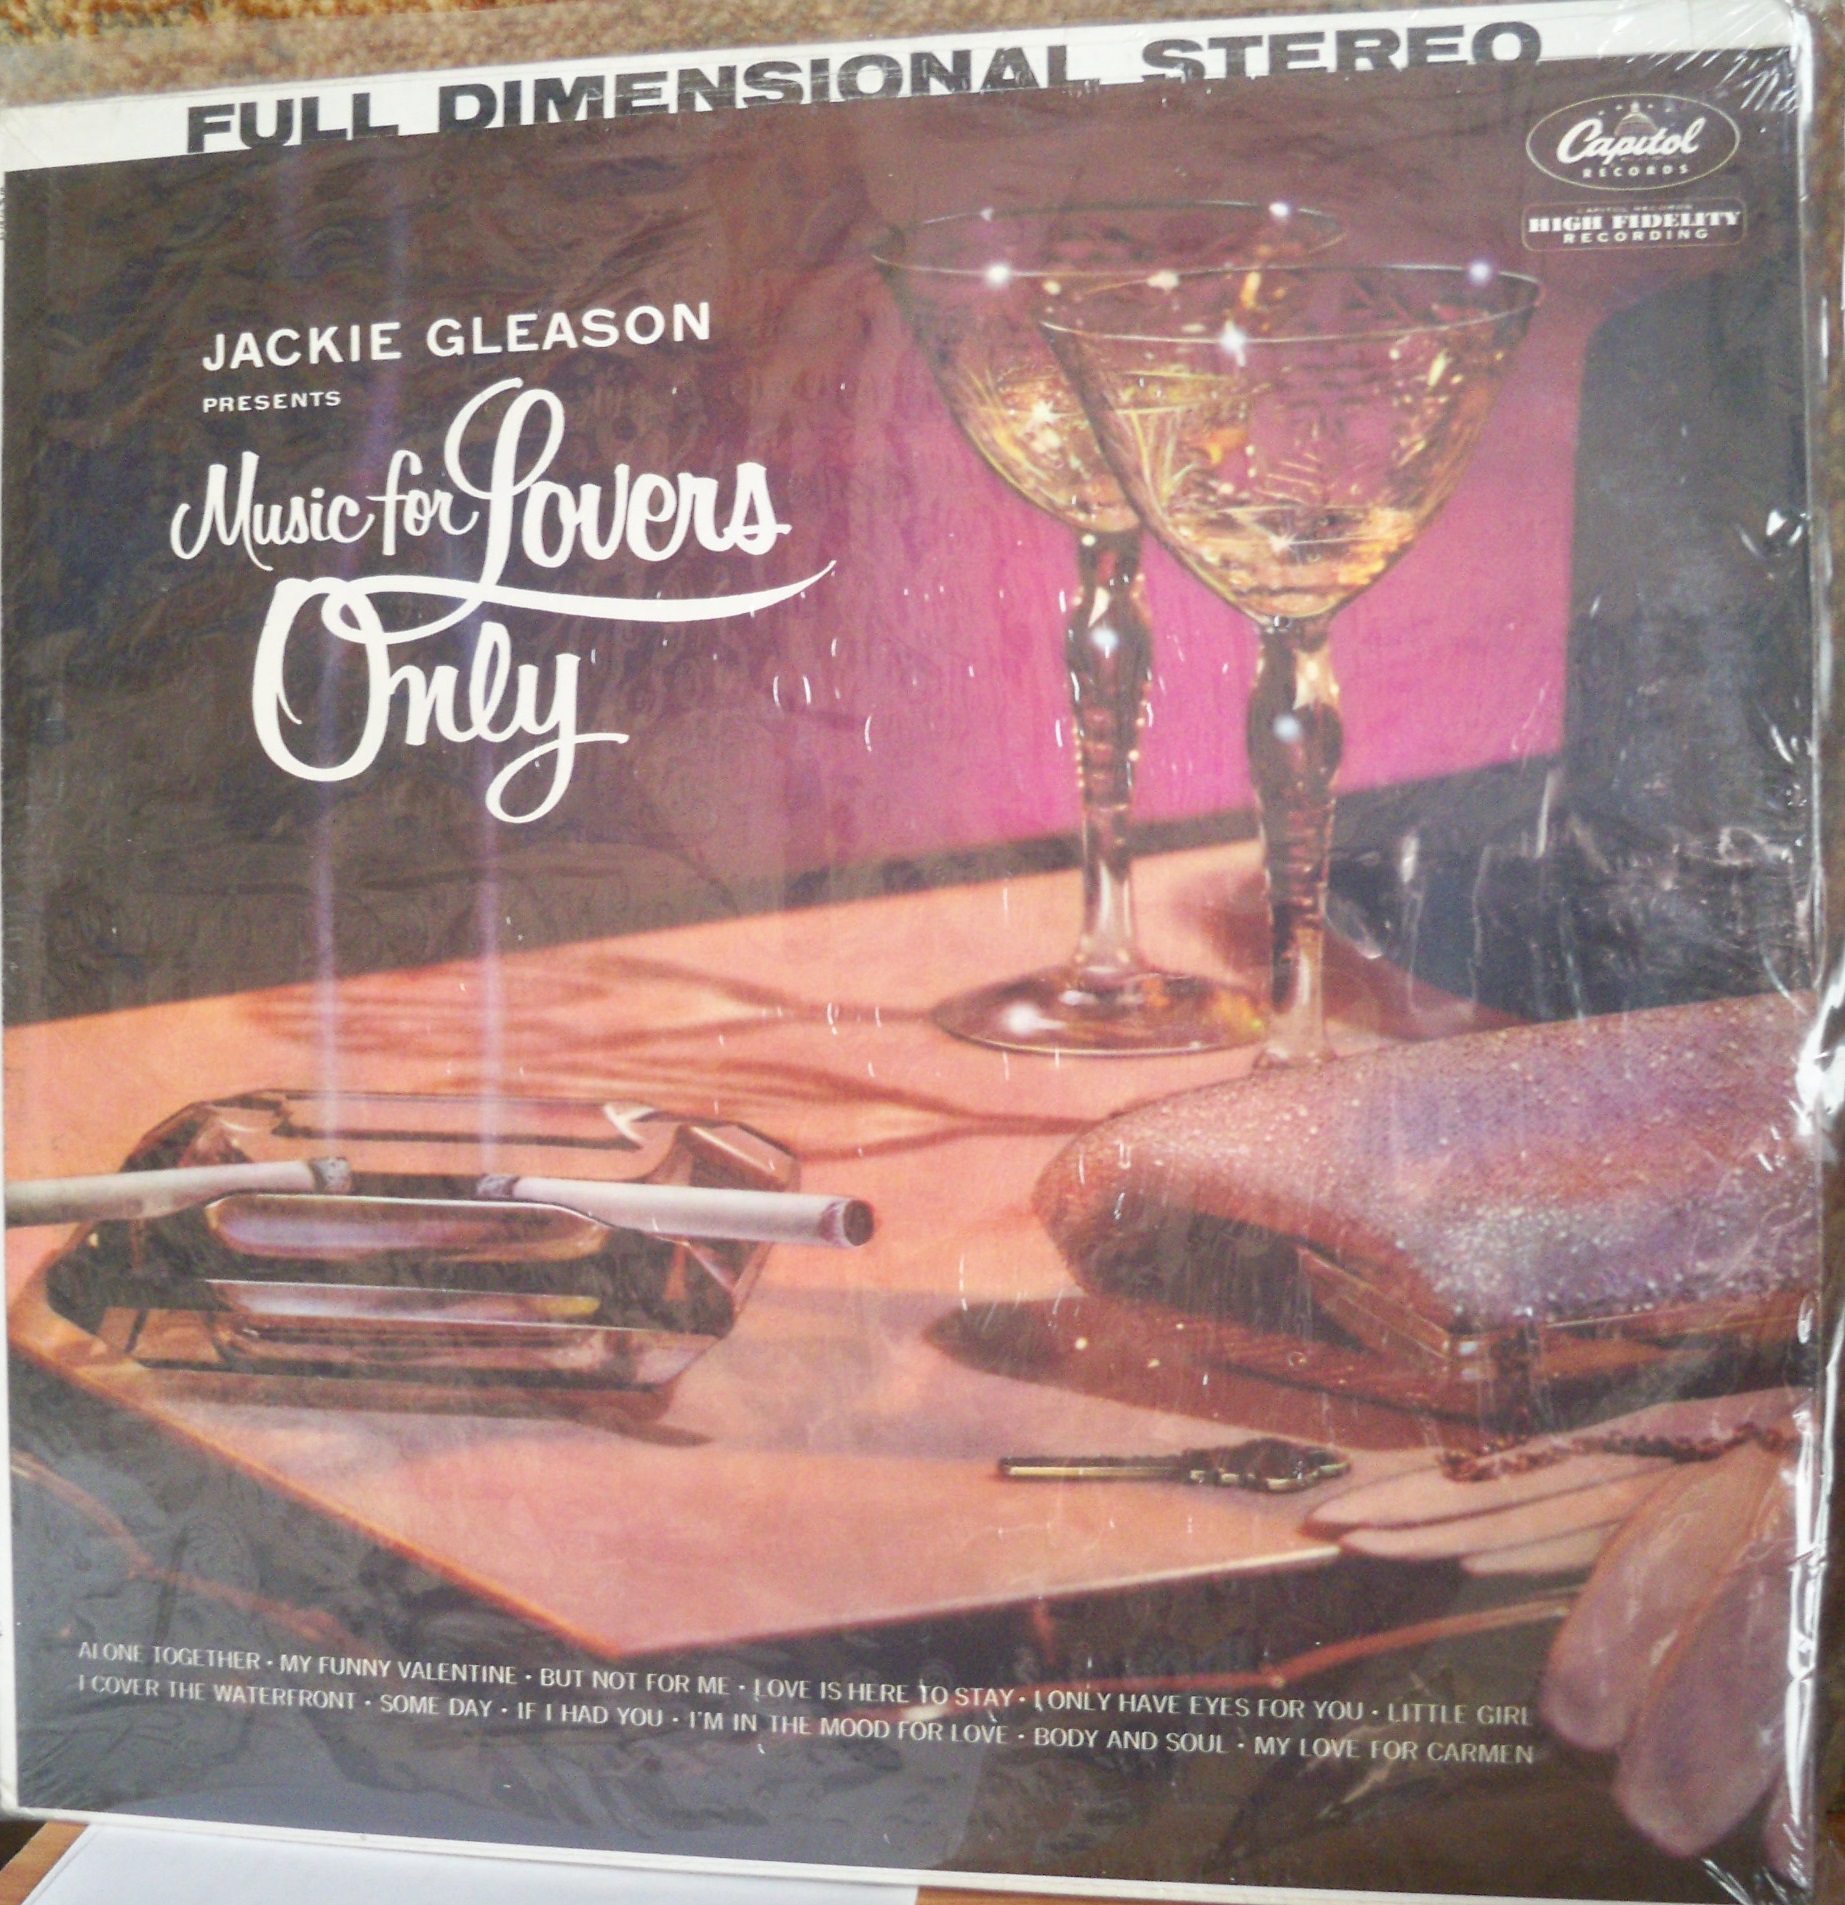 FULL DIMENSIONAL STEREO
Capitol
RECORDS
CAPITOL RECORDS
HIGH FIDELITY
RECORDING
JACKIE GLEASON
PRESENTS
Music for Lovers
Only
ALONE TOGETHER · MY FUNNY VALENTINE · BUT NOT FOR ME · LOVE IS HERE TO STAY · I ONLY HAVE EYES FOR YOU · LITTLE GIRL
I COVER THE WATERFRONT · SOME DAY · IF I HAD YOU · I'M IN THE MOOD FOR LOVE · BODY AND SOUL · MY LOVE FOR CARMEN